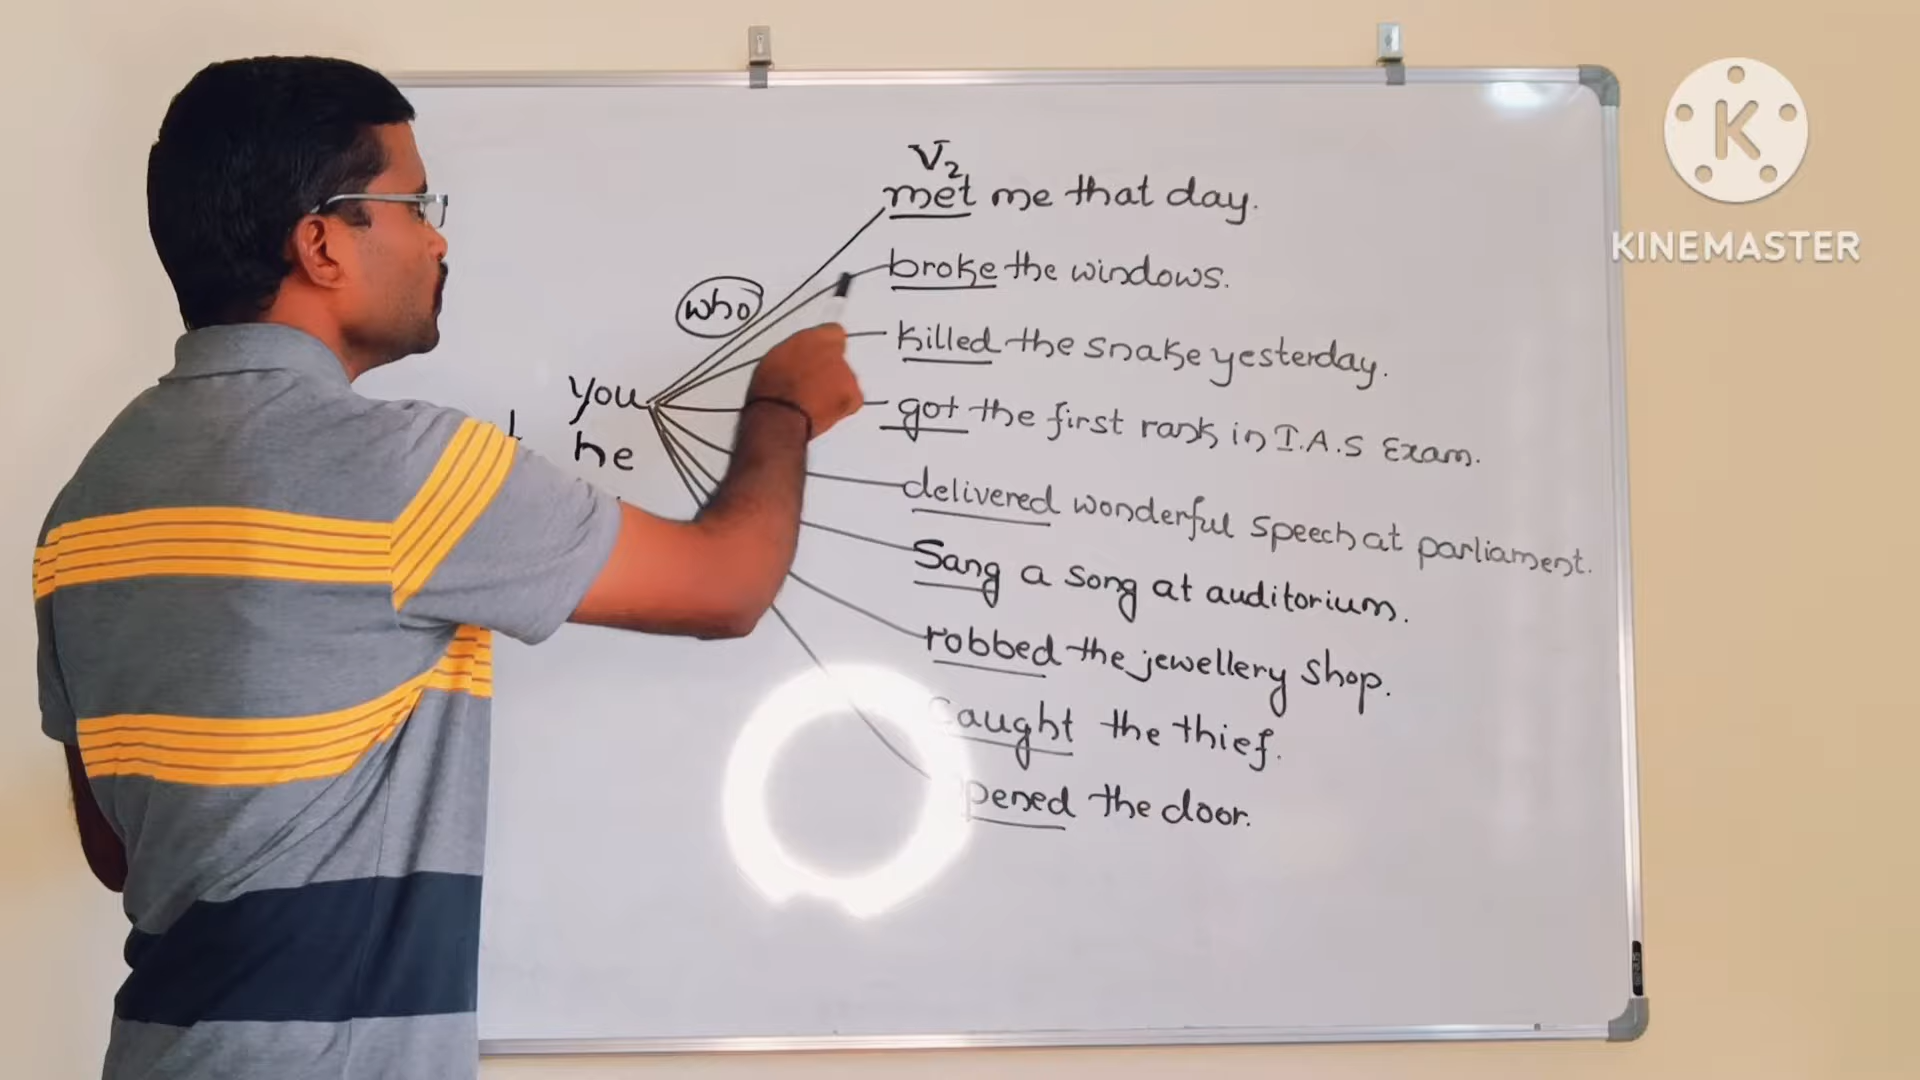 V2
met me that day.
broke the windows.
who
killed the snake yesterday.
you
got the first rank in I.A.S Exam.
he
delivered wonderful speech at parliament.
Sang a song at auditorium.
robbed the jewellery shop.
Caught the thief.
pened the door.
K
KINEMASTER